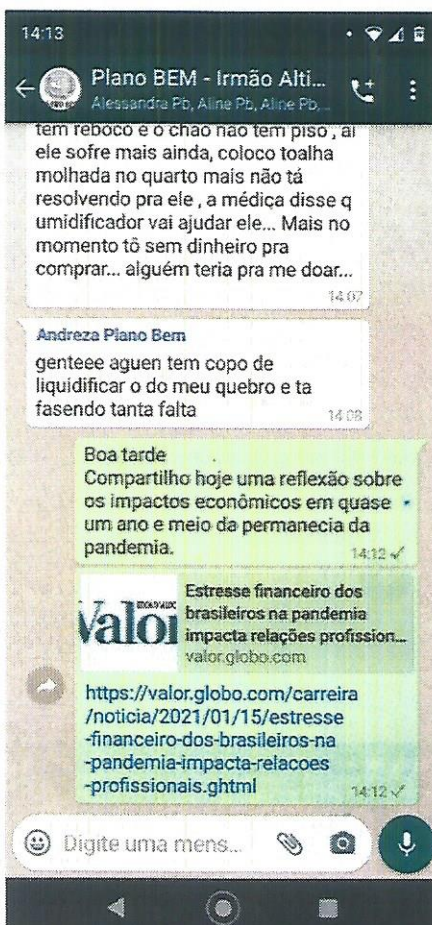 14:13
Plano BEM - Irmão Alti...
Alessandra Pb, Aline Pb, Aline Pb,...
tem reboco e o chão não tem piso , aí
ele sofre mais ainda, coloco toalha
molhada no quarto mais não tá
resolvendo pra ele , a médiça disse q
umidificador vai ajudar ele... Mais no
momento tô sem dinheiro pra
comprar... alguém teria pra me doar...
14:07
Andreza Plano Bem
genteee aguen tem copo de
liquidificar o do meu quebro e ta
fasendo tanta falta
14:08
Boa tarde
Compartilho hoje uma reflexão sobre
os impactos econômicos em quase
um ano e meio da permanecia da
pandemia.
14:12
Valor
Estresse financeiro dos
brasileiros na pandemia
impacta relações profission...
valor.globo.com
https://valor.globo.com/carreira
/noticia/2021/01/15/estresse
-financeiro-dos-brasileiros-na
-pandemia-impacta-relacoes
-profissionais.ghtml
14:12
Digite uma mens...